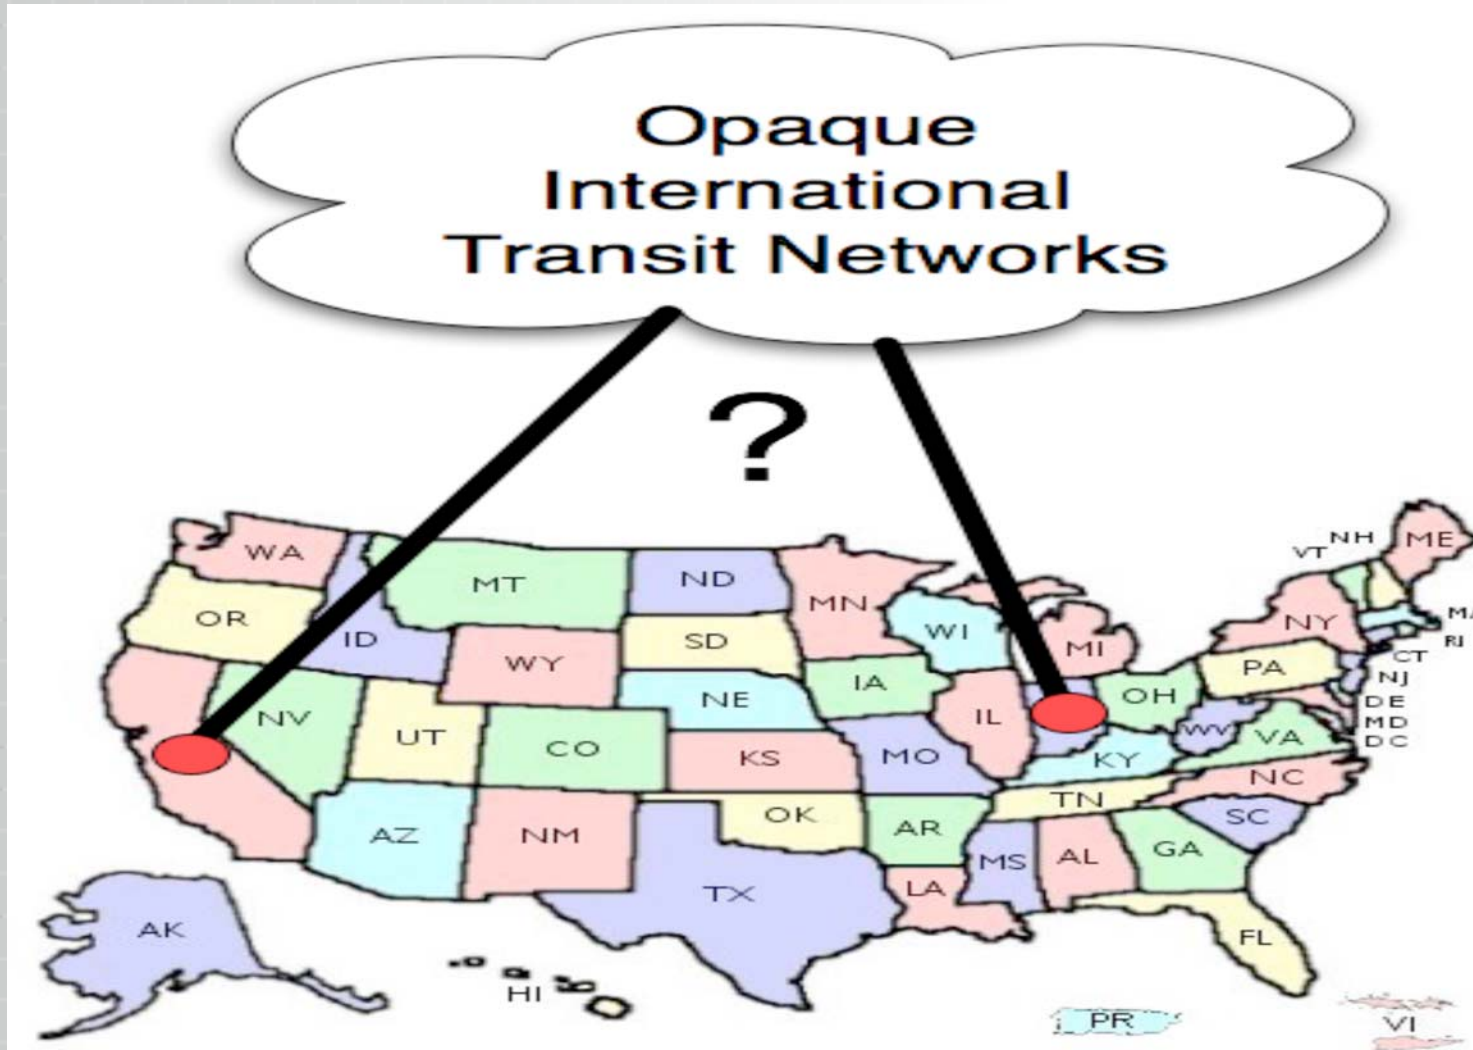 Opaque
International
Transit Networks
?
WA
MT
ND
MN
VT
NH
ME
OR
ID
SD
WI
MI
NY
RI
WY
IA
PA
CT
NJ
NV
UT
CO
NE
IL
OH
DE
MD
DC
KS
MO
KY
WV
VA
NC
AZ
NM
OK
AR
TN
SC
TX
LA
MS
AL
GA
FL
AK
HI
PR
VI